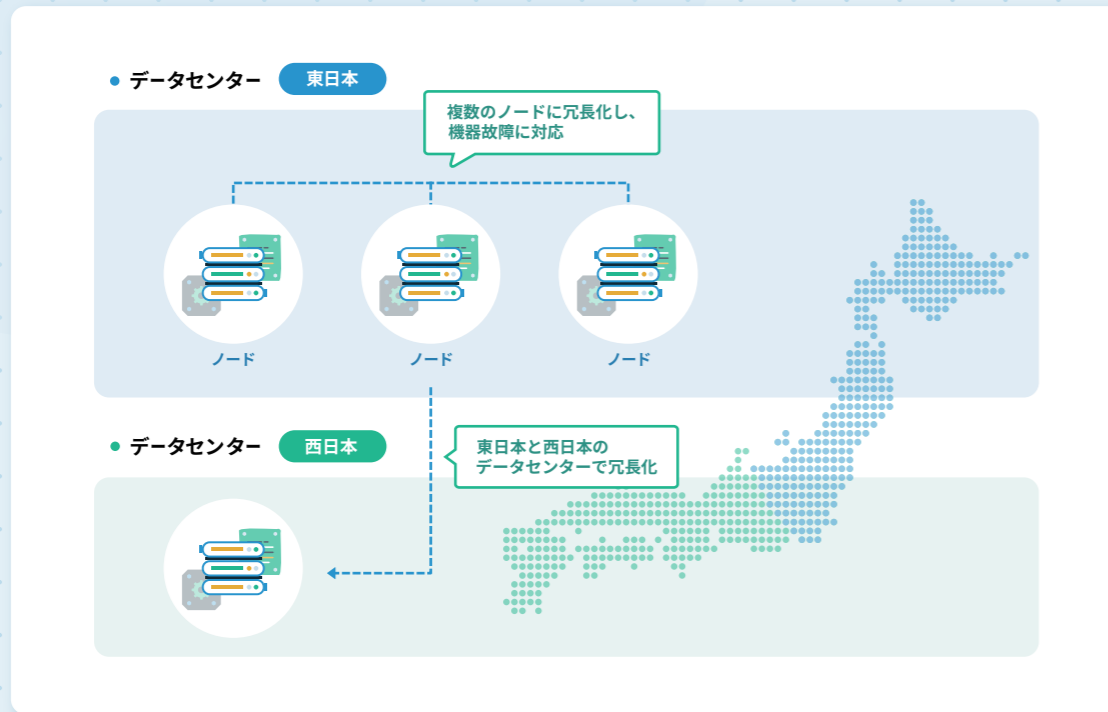 データセンター 東日本
複数のノードに冗長化し、
機器故障に対応
ノード ノード ノード
データセンター 西日本
東日本と西日本の
データセンターで冗長化